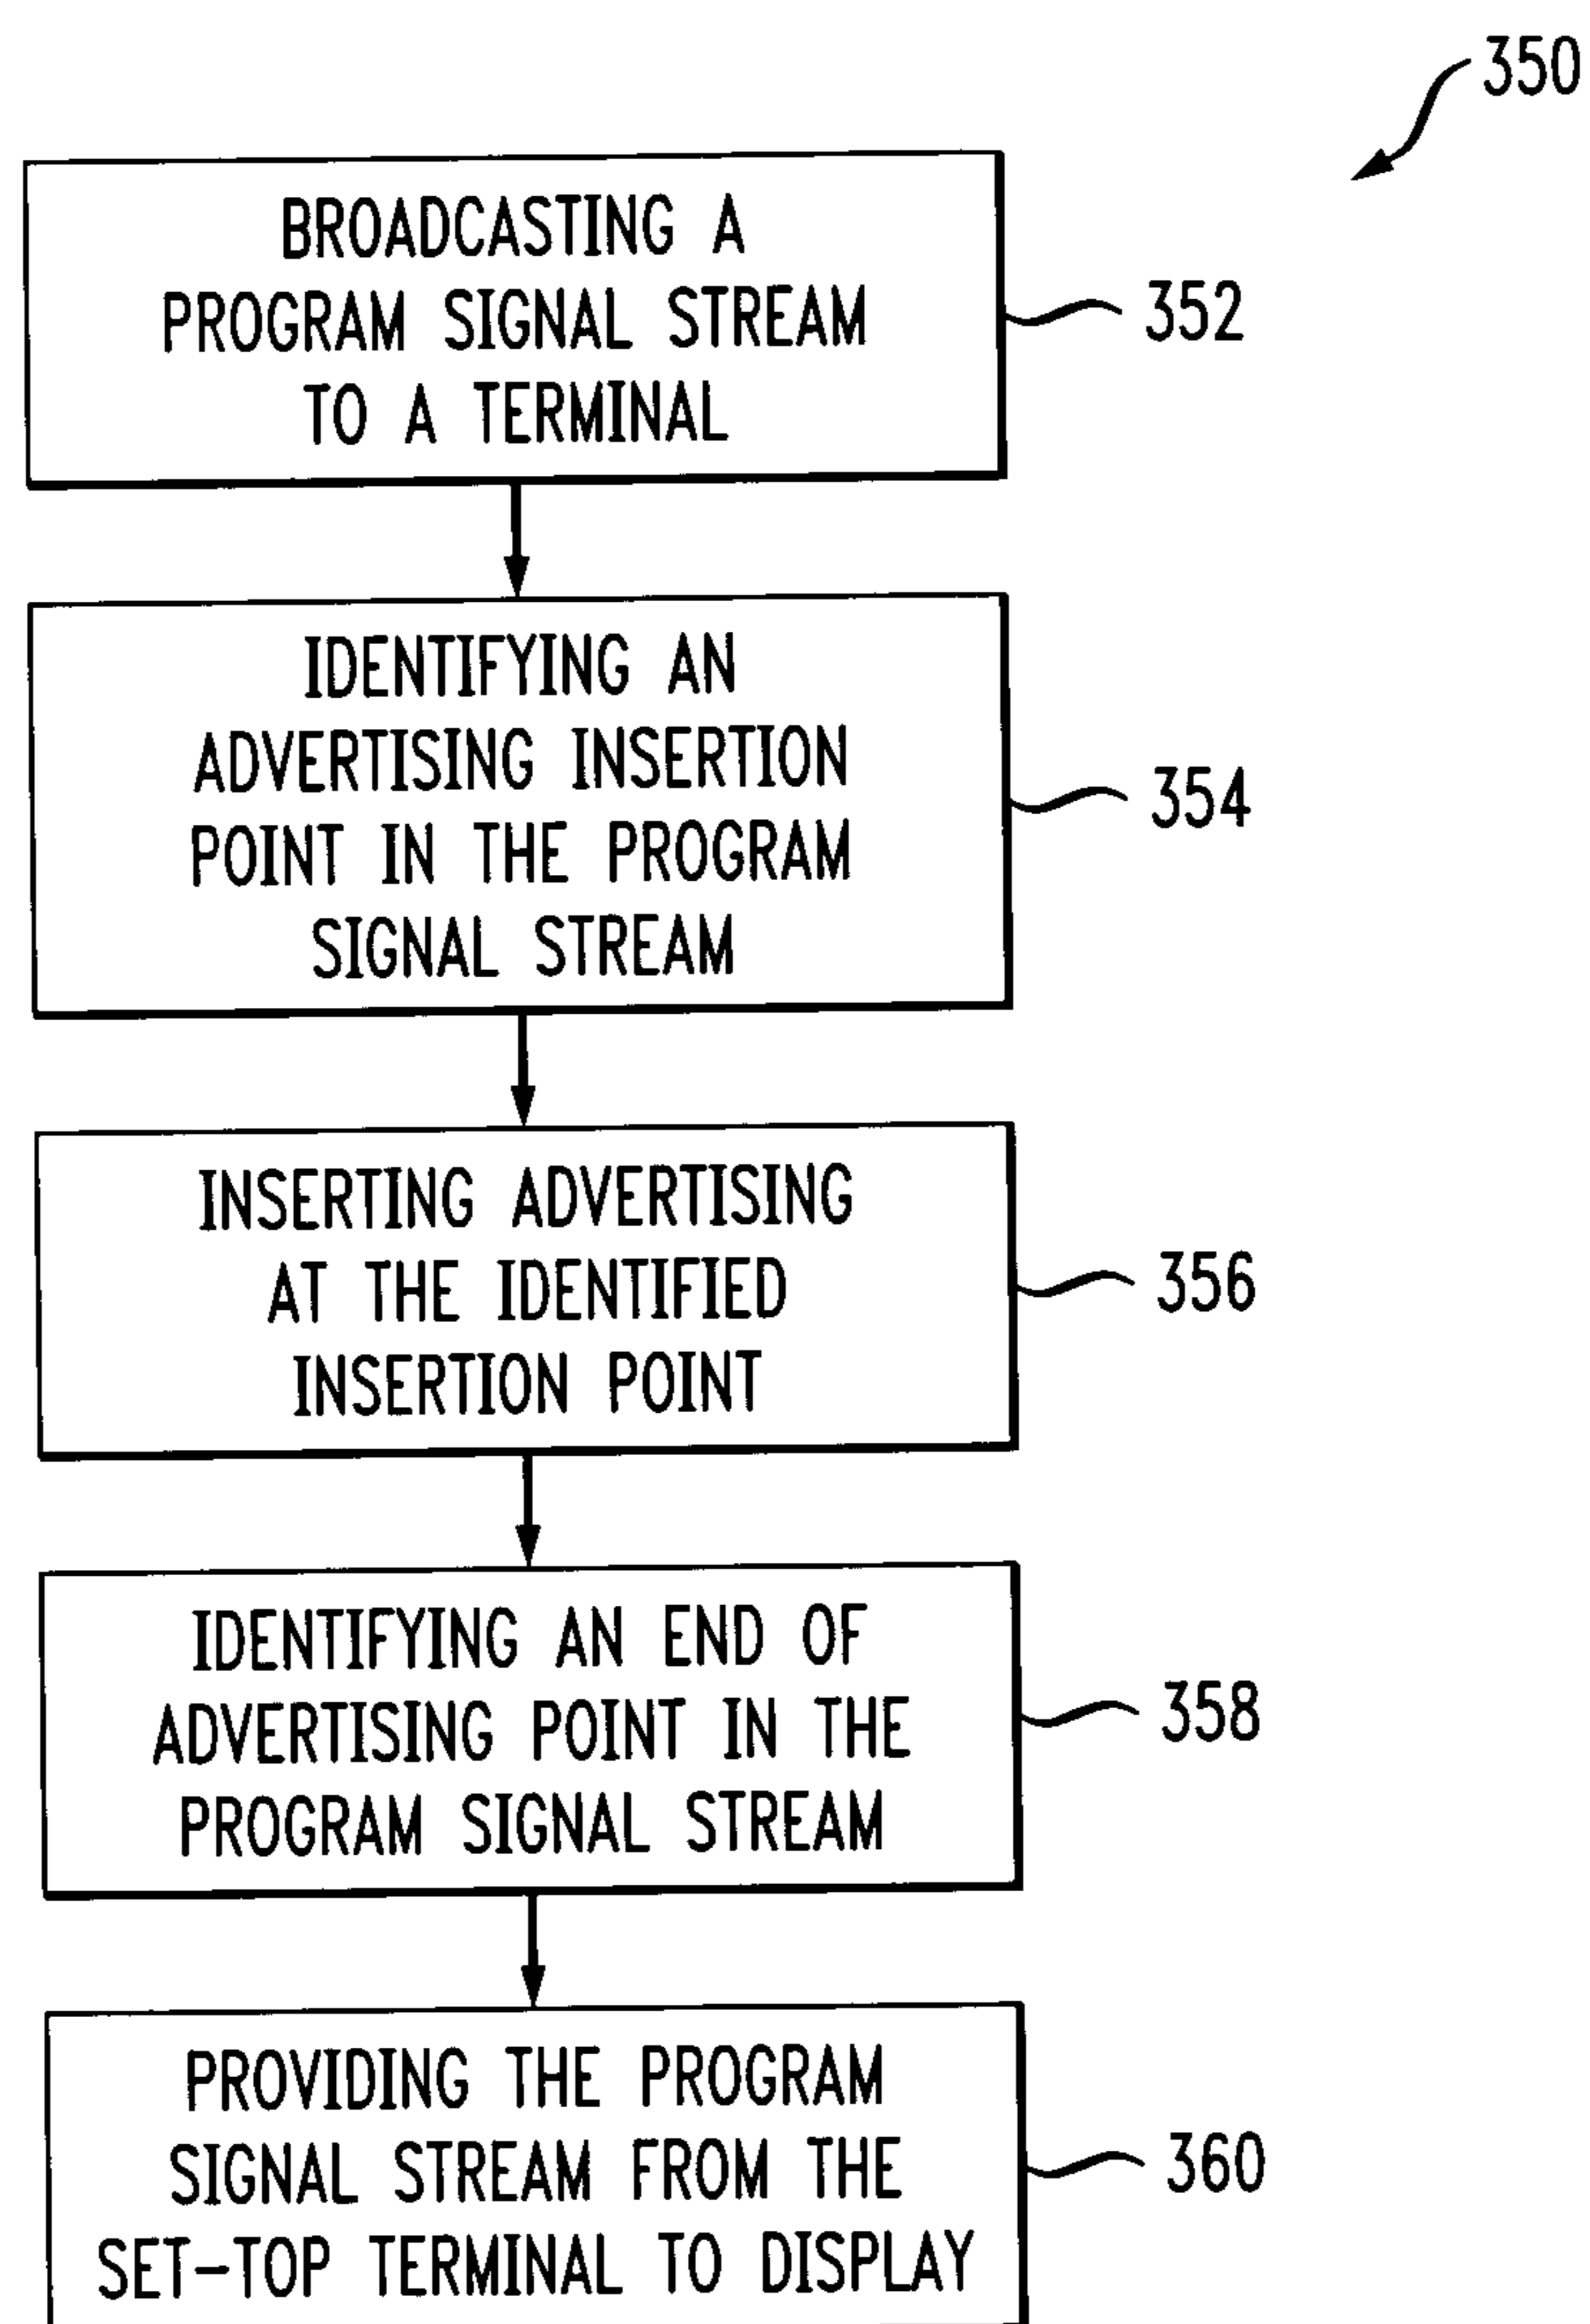 350
BROADCASTING A
PROGRAM SIGNAL STREAM
TO A TERMINAL
352
IDENTIFYING AN
ADVERTISING INSERTION
POINT IN THE PROGRAM
SIGNAL STREAM
354
INSERTING ADVERTISING
AT THE IDENTIFIED
INSERTION POINT
356
IDENTIFYING AN END OF
ADVERTISING POINT IN THE
PROGRAM SIGNAL STREAM
358
PROVIDING THE PROGRAM
SIGNAL STREAM FROM THE
SET-TOP TERMINAL TO DISPLAY
360